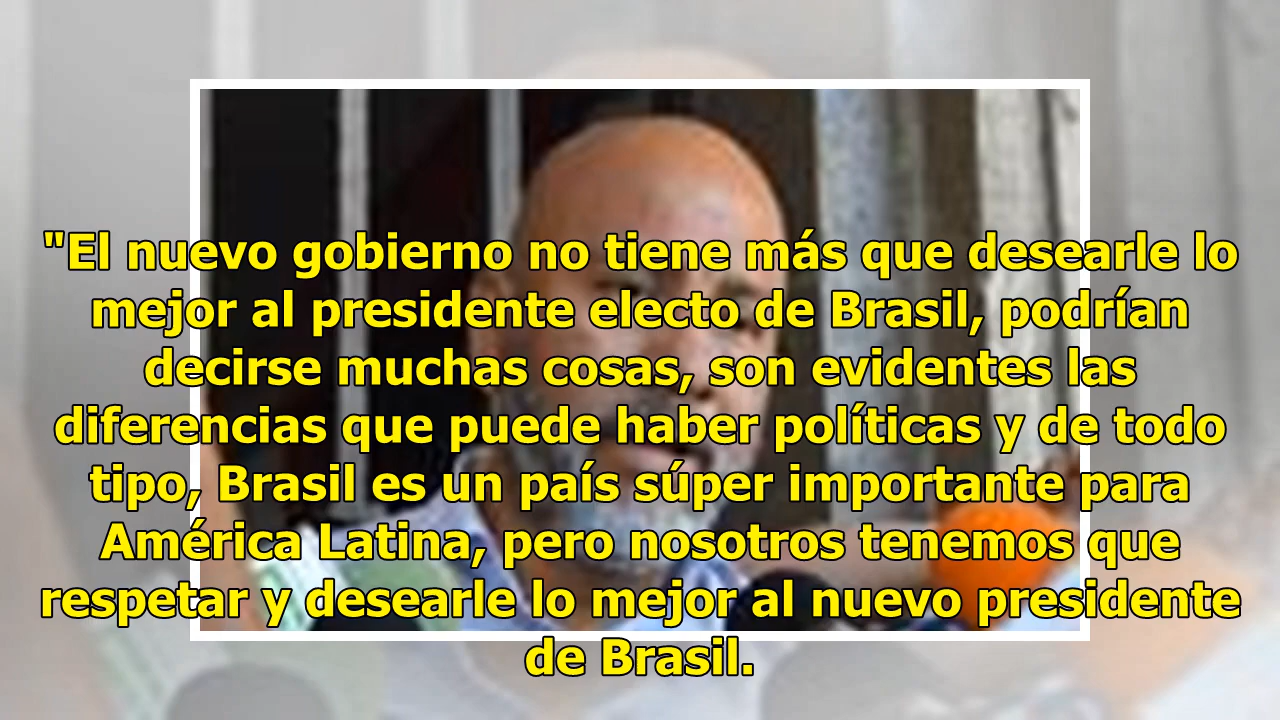 "El nuevo gobierno no tiene más que desearle lo
mejor al presidente electo de Brasil, podrían
decirse muchas cosas, son evidentes las
diferencias que puede haber políticas y de todo
tipo, Brasil es un país súper importante para
América Latina, pero nosotros tenemos que
respetar y desearle lo mejor al nuevo presidente
de Brasil.